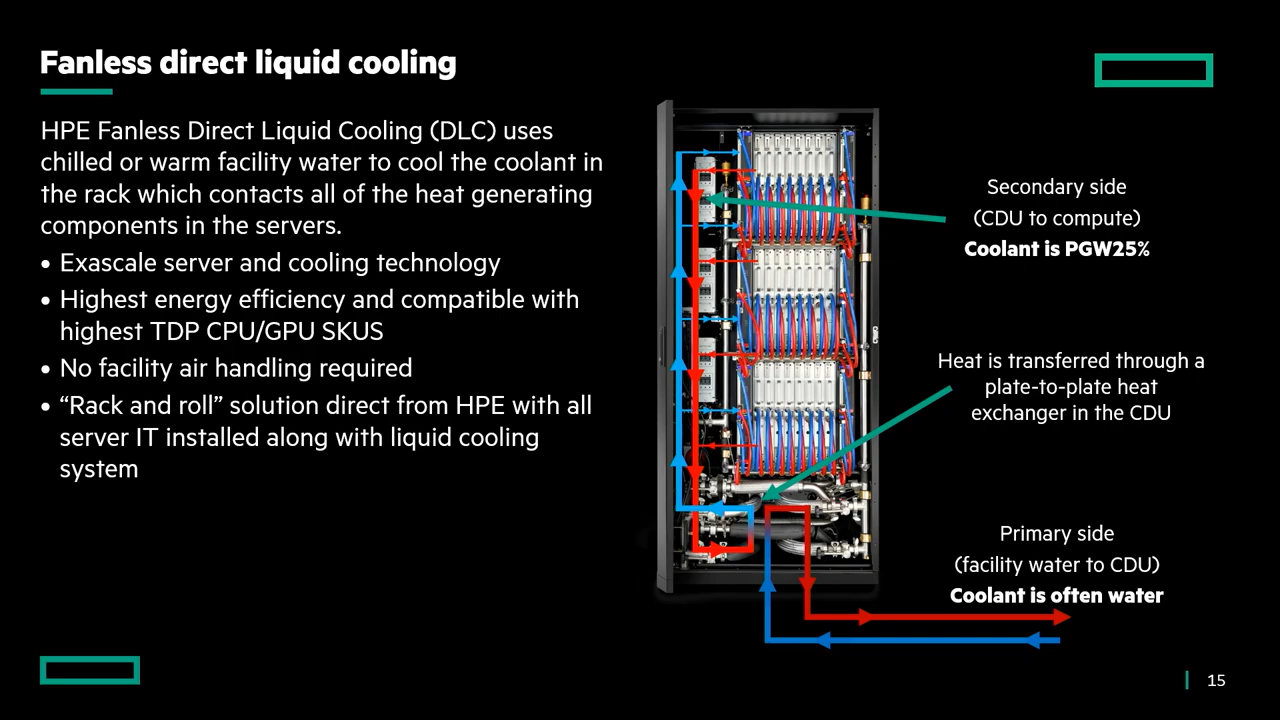 Fanless direct liquid cooling
HPE Fanless Direct Liquid Cooling (DLC) uses
chilled or warm facility water to cool the coolant in
the rack which contacts all of the heat generating
components in the servers.
• Exascale server and cooling technology
• Highest energy efficiency and compatible with
highest TDP CPU/GPU SKUS
• No facility air handling required
• “Rack and roll” solution direct from HPE with all
server IT installed along with liquid cooling
system
Secondary side
(CDU to compute)
Coolant is PGW25%
Heat is transferred through a
plate-to-plate heat
exchanger in the CDU
Primary side
(facility water to CDU)
Coolant is often water
15